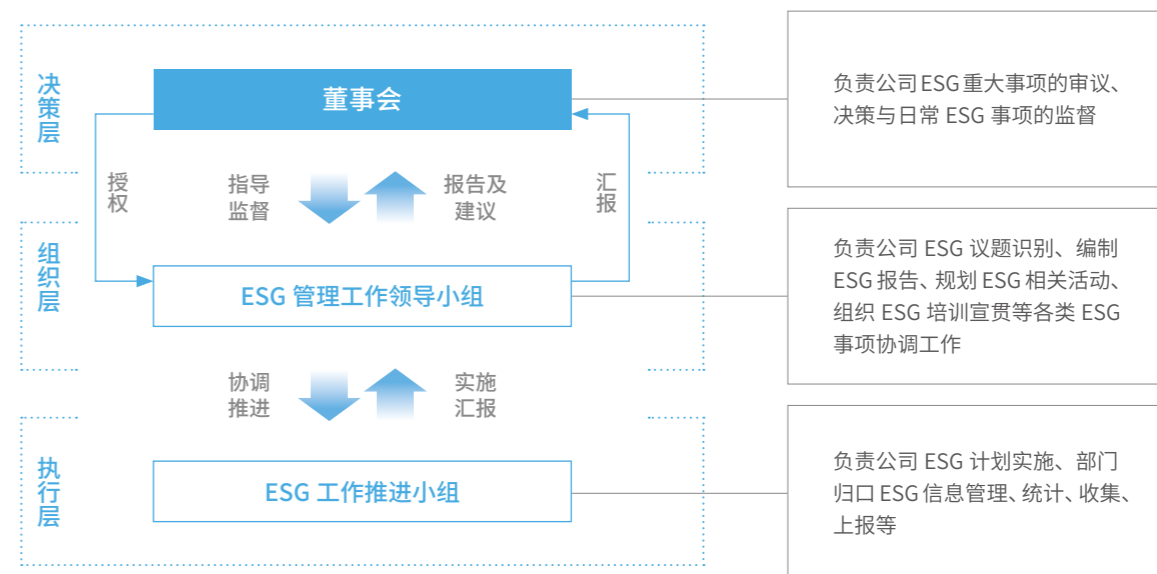 决策层
董事会
负责公司 ESG 重大事项的审议、
决策与日常 ESG 事项的监督
授权
指导
监督
报告及
建议
汇报
组织层
ESG 管理工作领导小组
负责公司 ESG 议题识别、编制
ESG 报告、规划 ESG 相关活动、
组织 ESG 培训宣贯等各类 ESG
事项协调工作
协调
推进
实施
汇报
执行层
ESG 工作推进小组
负责公司 ESG 计划实施、部门
归口 ESG 信息管理、统计、收集、
上报等